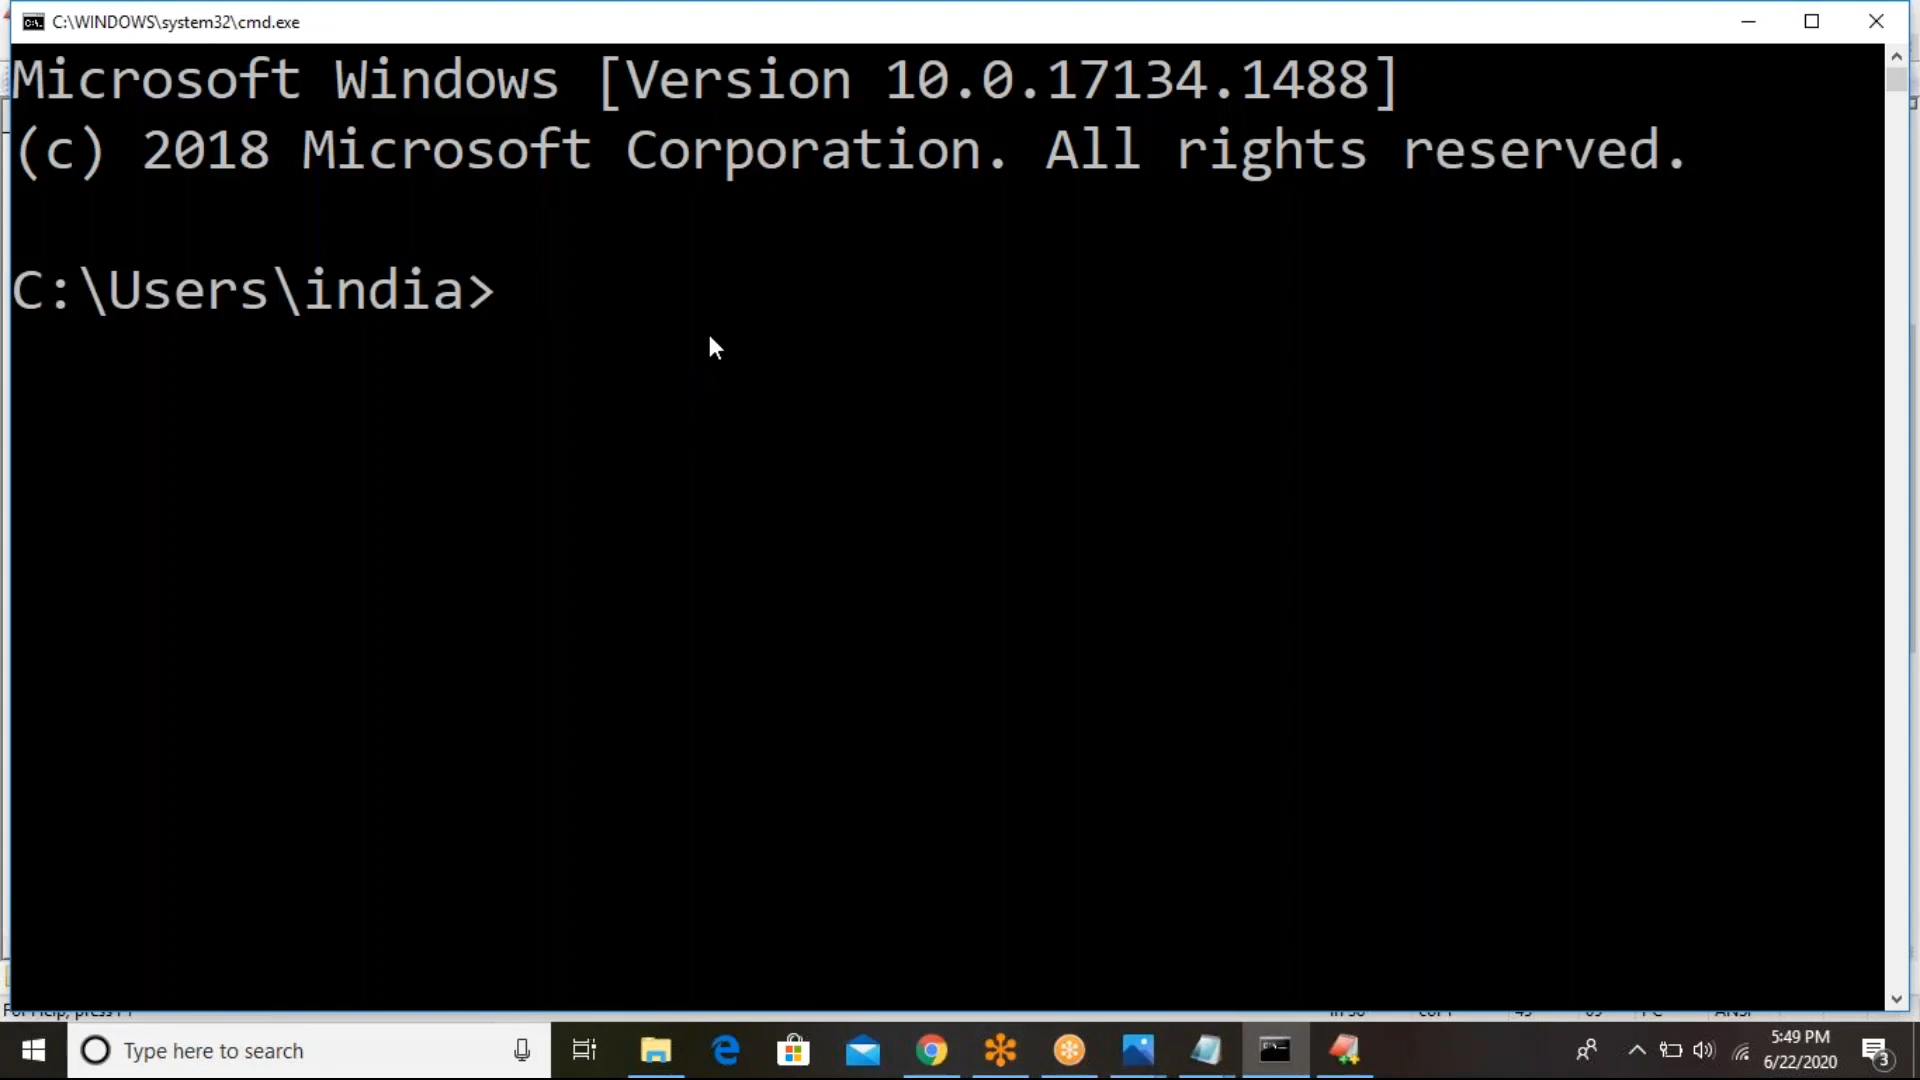 C:\WINDOWS\system32\cmd.exe
Microsoft Windows [Version 10.0.17134.1488]
(c) 2018 Microsoft Corporation. All rights reserved.
C:\Users\india>
Type here to search
5:49 PM
6/22/2020
3